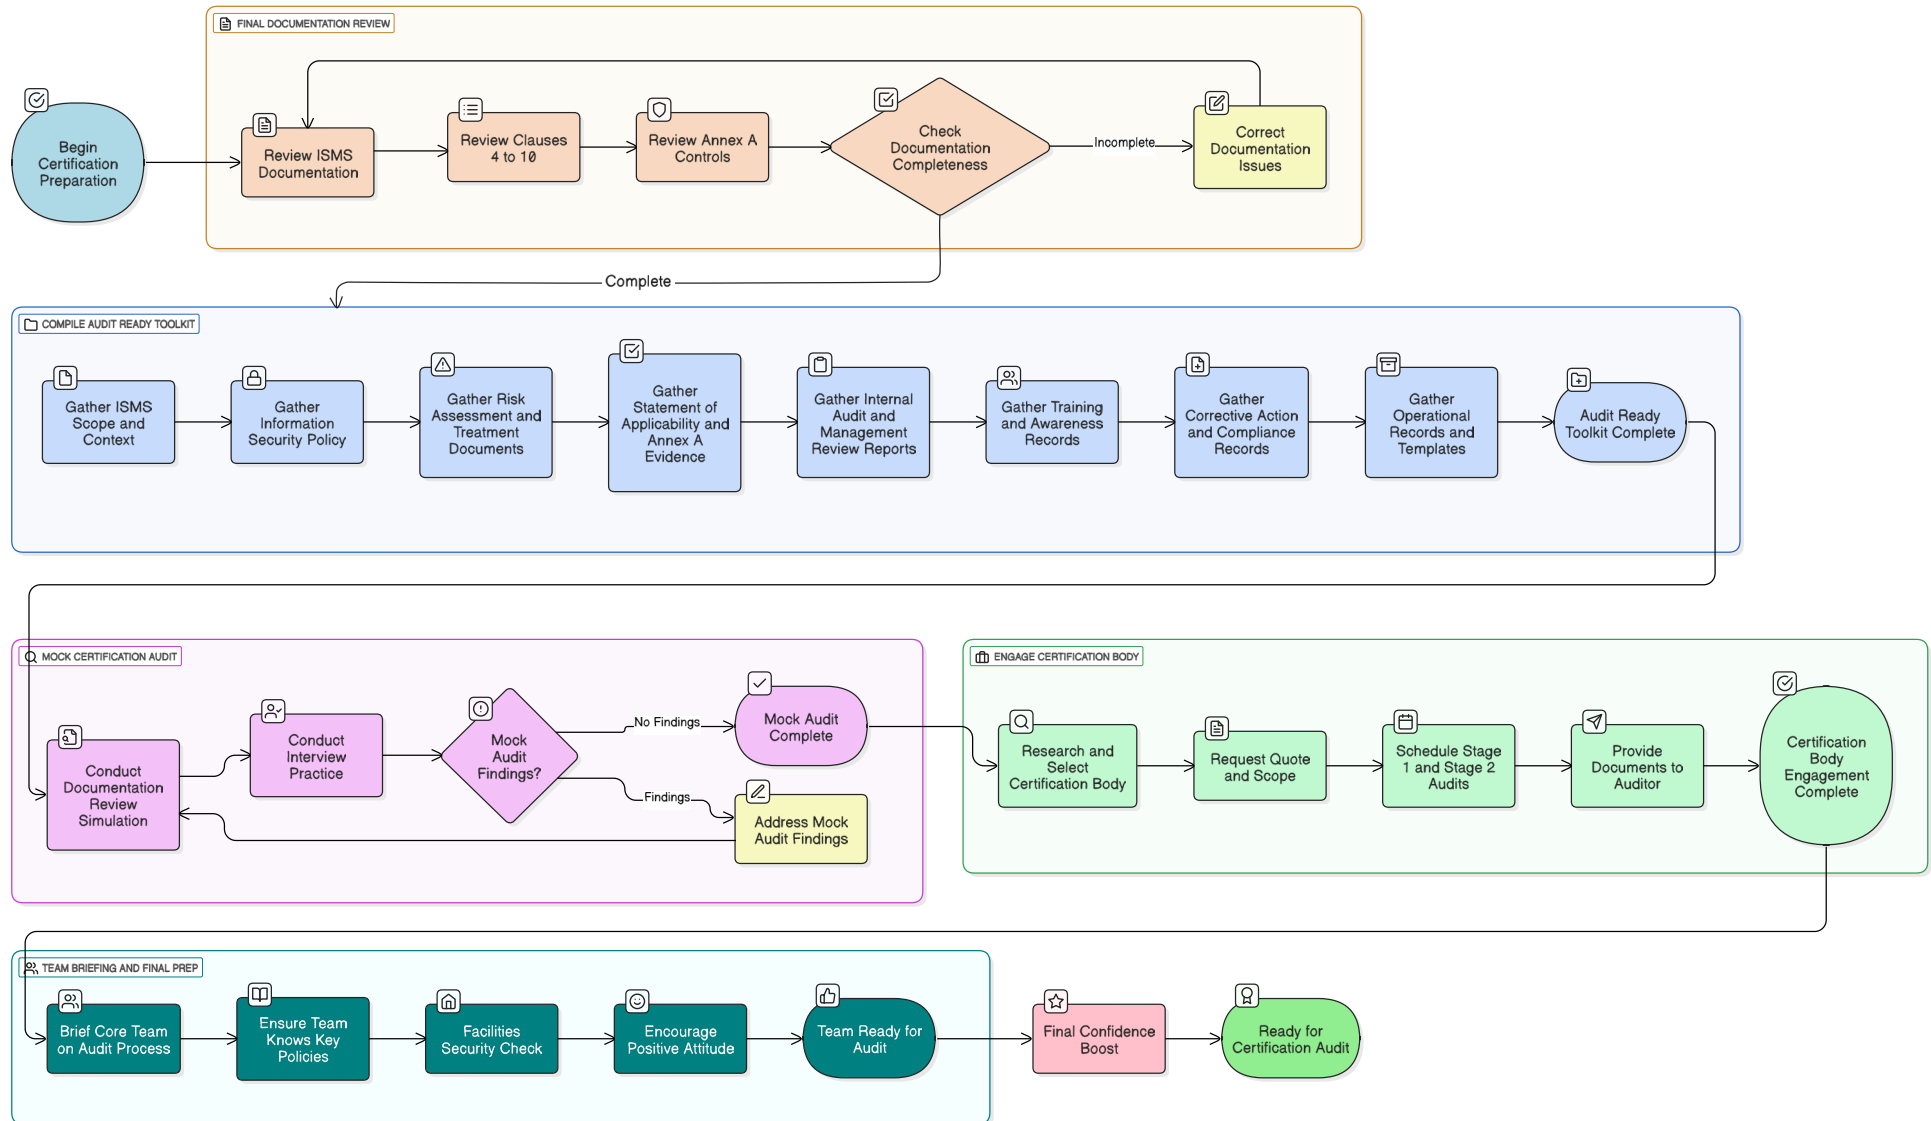 FINAL DOCUMENTATION REVIEW
Begin
Certification
Preparation
Review ISMS
Documentation
Review Clauses
4 to 10
Review Annex A
Controls
Check
Documentation
Completeness
Incomplete
Correct
Documentation
Issues
Complete
COMPILE AUDIT READY TOOLKIT
Gather ISMS
Scope and
Context
Gather
Information
Security Policy
Gather Risk
Assessment and
Treatment
Documents
Gather
Statement of
Applicability and
Annex A
Evidence
Gather Internal
Audit and
Management
Review Reports
Gather Training
and Awareness
Records
Gather
Corrective Action
and Compliance
Records
Gather
Operational
Records and
Templates
Audit Ready
Toolkit Complete
MOCK CERTIFICATION AUDIT
Conduct
Documentation
Review
Simulation
Conduct
Interview
Practice
Mock
Audit
Findings?
No Findings
Mock Audit
Complete
Findings
Address Mock
Audit Findings
ENGAGE CERTIFICATION BODY
Research and
Select
Certification Body
Request Quote
and Scope
Schedule Stage
1 and Stage 2
Audits
Provide
Documents to
Auditor
Certification
Body
Engagement
Complete
TEAM BRIEFING AND FINAL PREP
Brief Core Team
on Audit Process
Ensure Team
Knows Key
Policies
Facilities
Security Check
Encourage
Positive Attitude
Team Ready for
Audit
Final Confidence
Boost
Ready for
Certification Audit